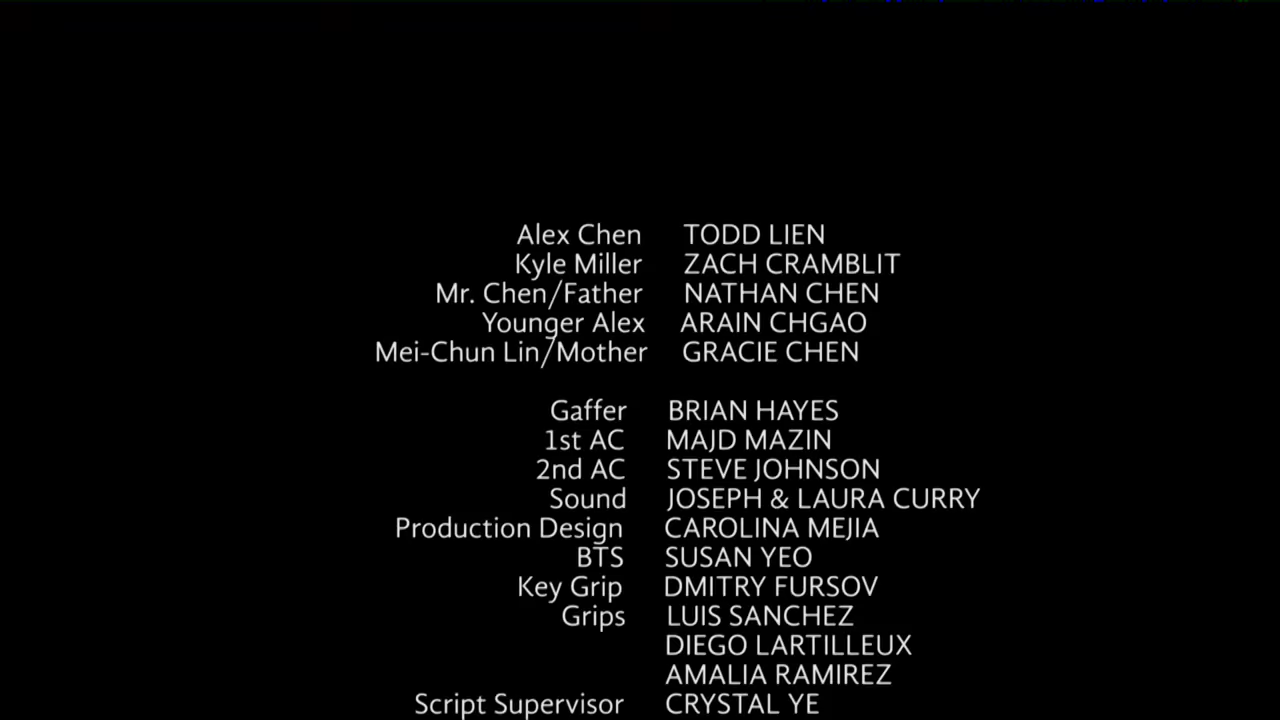 Alex Chen TODD LIEN
Kyle Miller ZACH CRAMBLIT
Mr. Chen/Father NATHAN CHEN
Younger Alex ARAIN CHGAO
Mei-Chun Lin/Mother GRACIE CHEN
Gaffer BRIAN HAYES
1st AC MAJD MAZIN
2nd AC STEVE JOHNSON
Sound JOSEPH & LAURA CURRY
Production Design CAROLINA MEJIA
BTS SUSAN YEO
Key Grip DMITRY FURSOV
Grips LUIS SANCHEZ
DIEGO LARTILLEUX
AMALIA RAMIREZ
Script Supervisor CRYSTAL YE